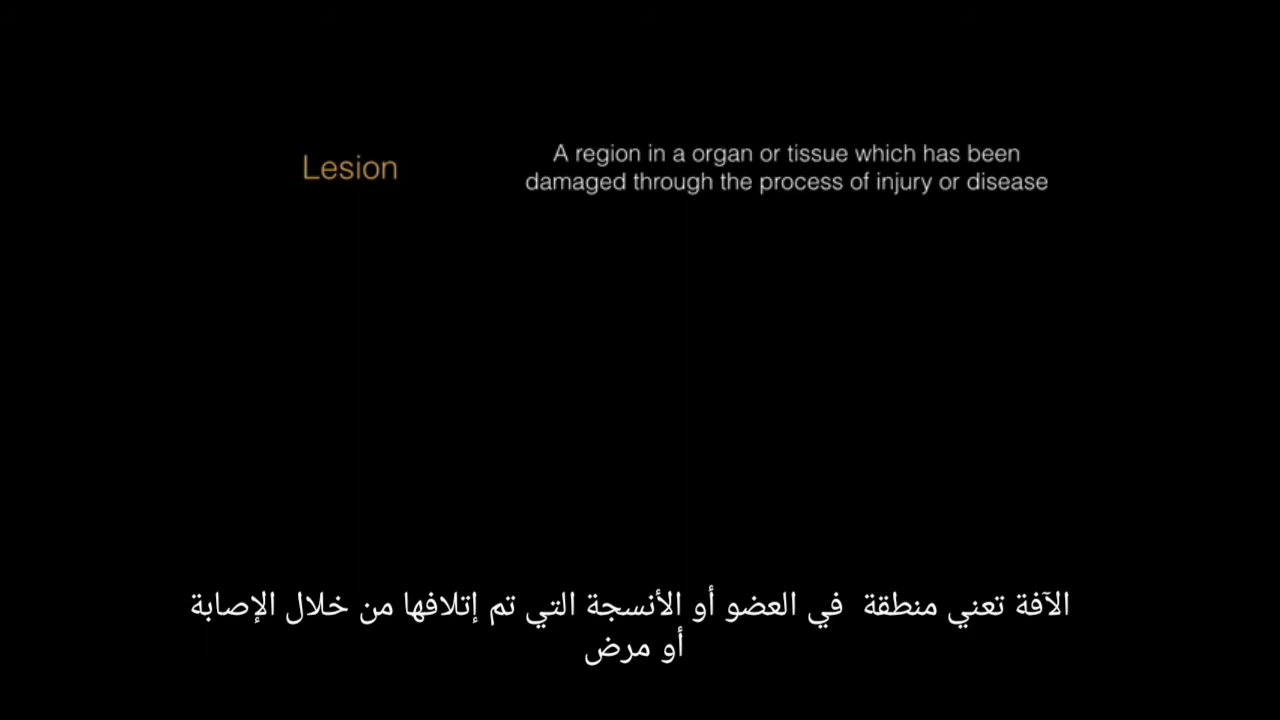 Lesion
A region in a organ or tissue which has been
damaged through the process of injury or disease
الآفة تعني منطقة  في العضو أو الأنسجة التي تم إتلافها من خلال الإصابة
أو مرض